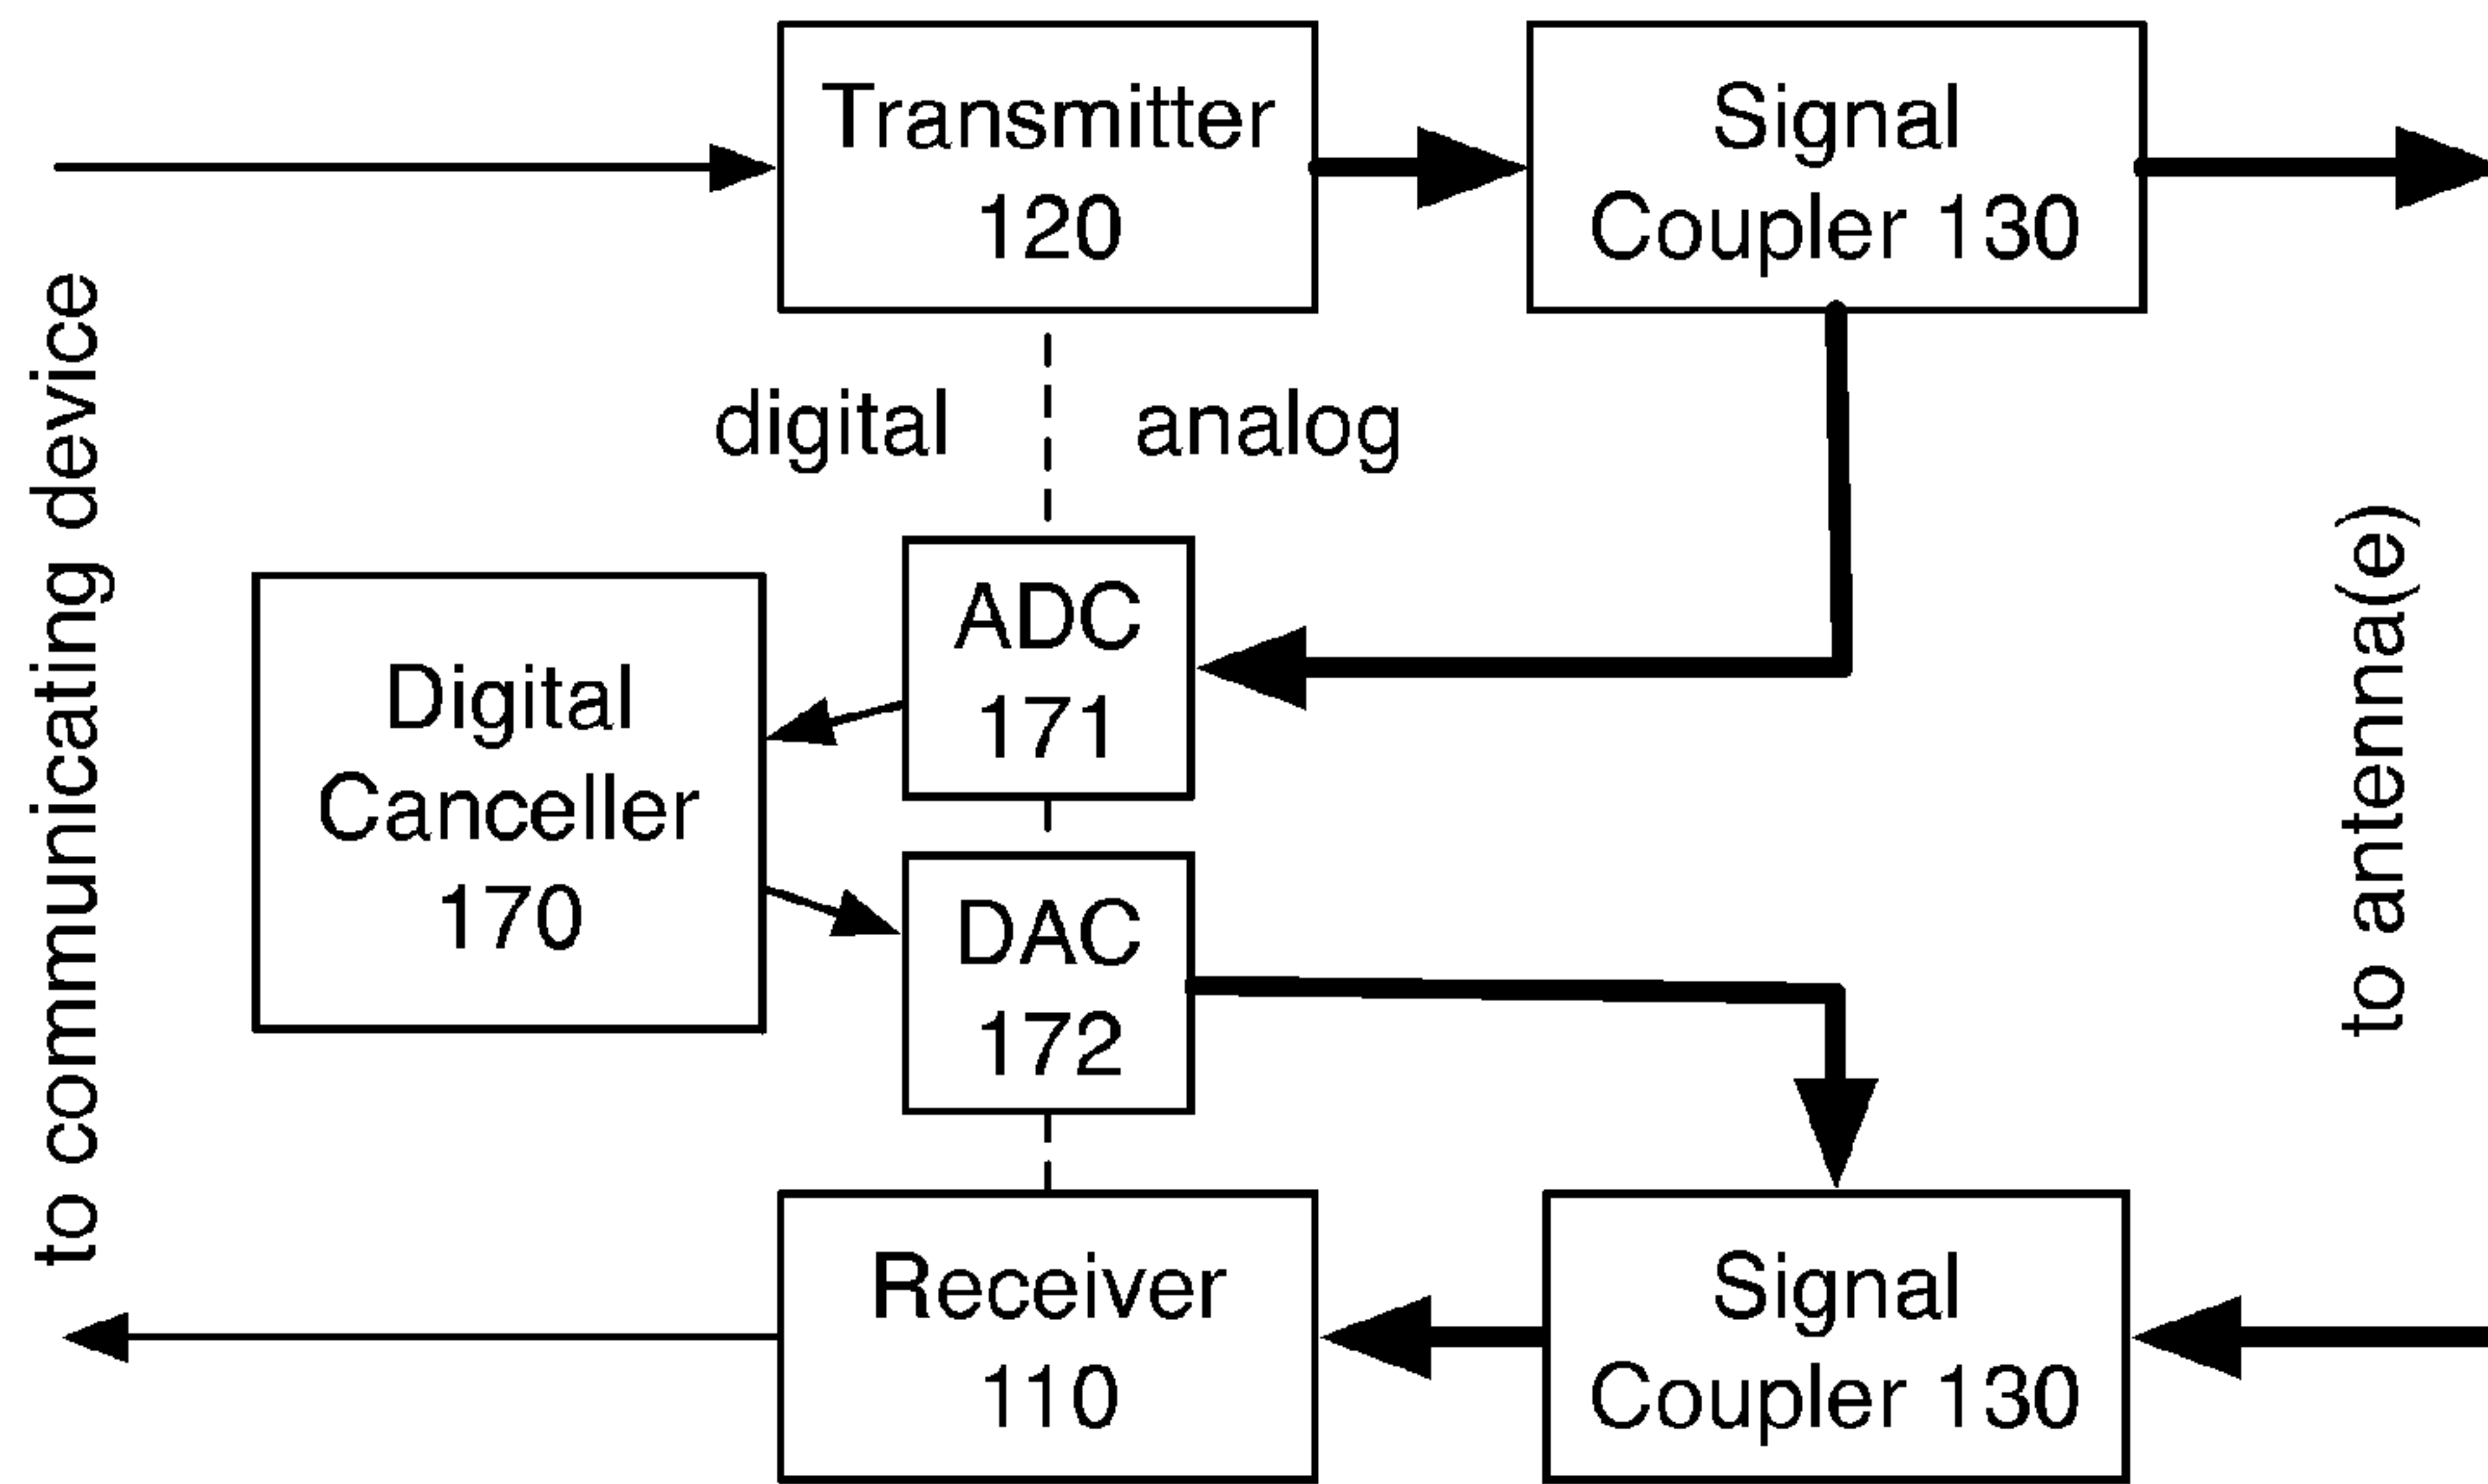 Transmitter
120
Signal
Coupler 130
digital
analog
to communicating device
ADC
171
Digital
Canceller
170
to antenna(e)
DAC
172
Receiver
110
Signal
Coupler 130